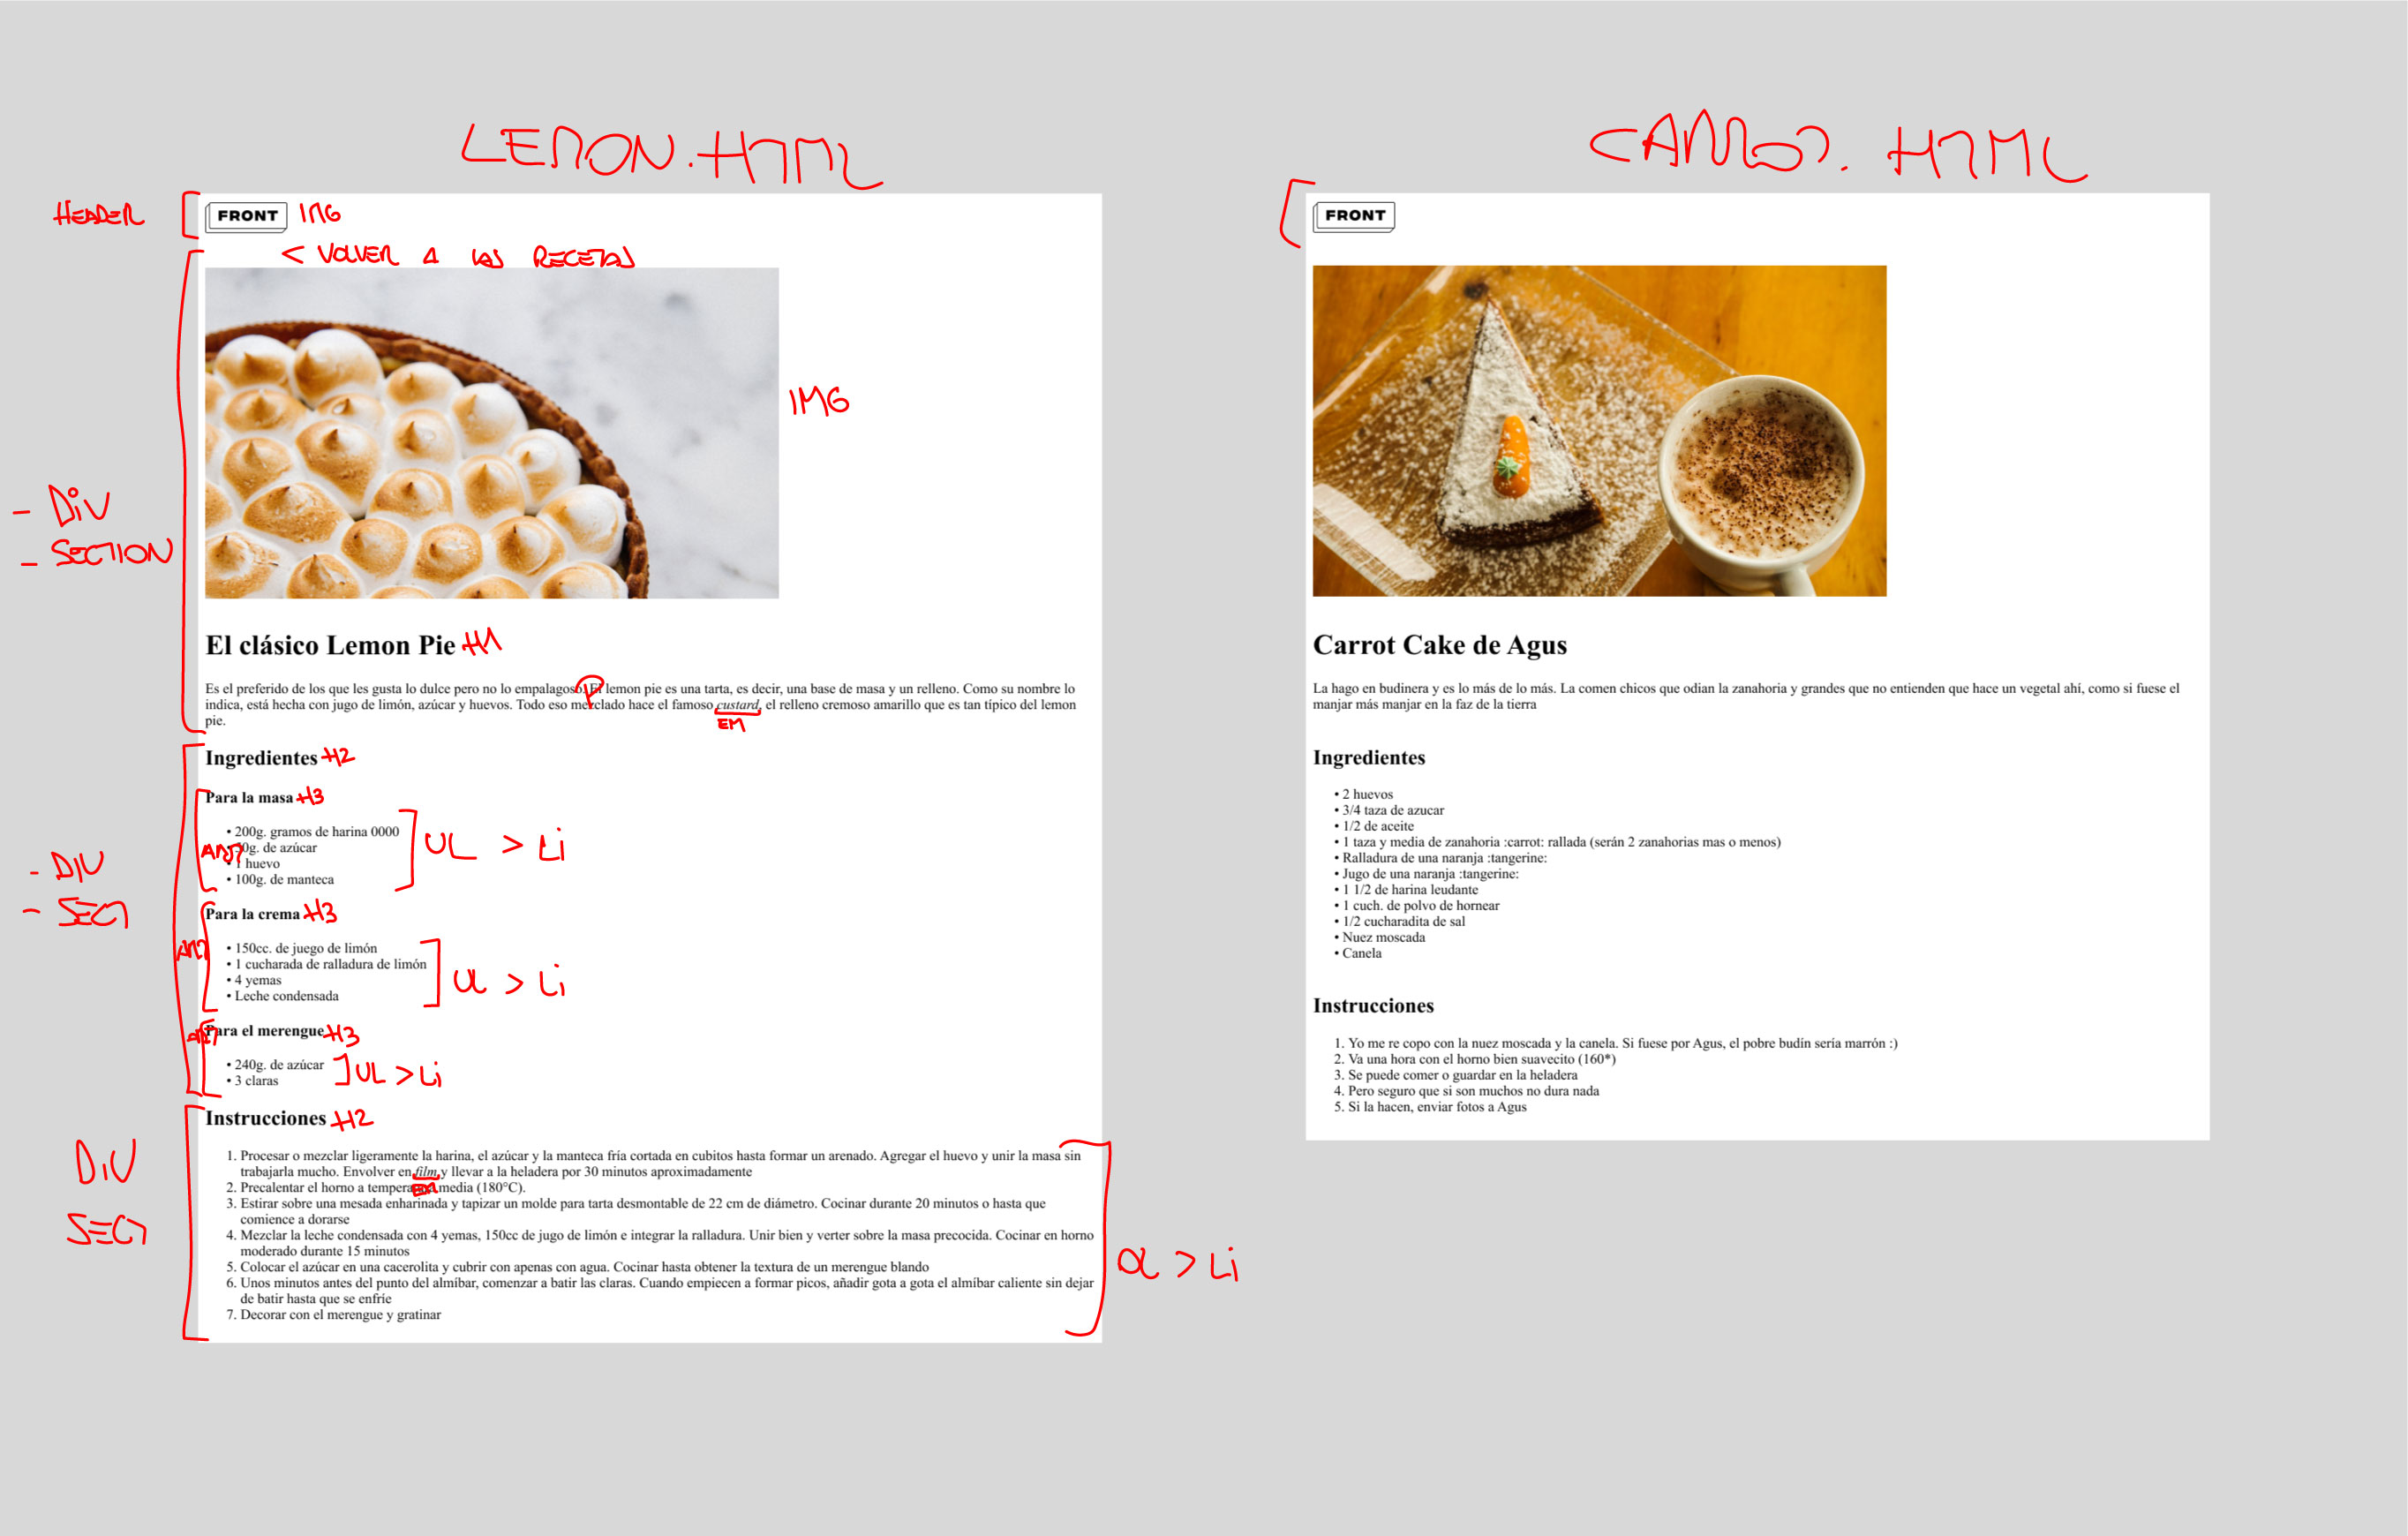 LEMON.HTML
HEADER
FRONT IMG
< VOLVER A LAS RECETAS
IMG
- DIV
- SECTION
El clásico Lemon Pie H1
P
Es el preferido de los que les gusta lo dulce pero no lo empalagoso. El lemon pie es una tarta, es decir, una base de masa y un relleno. Como su nombre lo
indica, está hecha con jugo de limón, azúcar y huevos. Todo eso mezclado hace el famoso custard, el relleno cremoso amarillo que es tan típico del lemon
EM
pie.
Ingredientes H2
- DIV
- SECT
Para la masa H3
• 200g. gramos de harina 0000
g. de azúcar
• 1 huevo
• 100g. de manteca
ART
UL > Li
Para la crema H3
• 150cc. de juego de limón
• 1 cucharada de ralladura de limón
• 4 yemas
• Leche condensada
ART
UL > Li
Para el merengue H3
• 240g. de azúcar
• 3 claras
ART
UL > Li
Instrucciones H2
DIV
SECT
1. Procesar o mezclar ligeramente la harina, el azúcar y la manteca fría cortada en cubitos hasta formar un arenado. Agregar el huevo y unir la masa sin
trabajarla mucho. Envolver en film y llevar a la heladera por 30 minutos aproximadamente
2. Precalentar el horno a media (180°C).
3. Estirar sobre una mesada enharinada y tapizar un molde para tarta desmontable de 22 cm de diámetro. Cocinar durante 20 minutos o hasta que
comience a dorarse
4. Mezclar la leche condensada con 4 yemas, 150cc de jugo de limón e integrar la ralladura. Unir bien y verter sobre la masa precocida. Cocinar en horno
moderado durante 15 minutos
5. Colocar el azúcar en una cacerolita y cubrir con apenas con agua. Cocinar hasta obtener la textura de un merengue blando
6. Unos minutos antes del punto del almíbar, comenzar a batir las claras. Cuando empiecen a formar picos, añadir gota a gota el almíbar caliente sin dejar
de batir hasta que se enfríe
7. Decorar con el merengue y gratinar
OL > Li
CARROT.HTML
FRONT
Carrot Cake de Agus
La hago en budinera y es lo más de lo más. La comen chicos que odian la zanahoria y grandes que no entienden que hace un vegetal ahí, como si fuese el
manjar más manjar en la faz de la tierra
Ingredientes
• 2 huevos
• 3/4 taza de azucar
• 1/2 de aceite
• 1 taza y media de zanahoria :carrot: rallada (serán 2 zanahorias mas o menos)
• Ralladura de una naranja :tangerine:
• Jugo de una naranja :tangerine:
• 1 1/2 de harina leudante
• 1 cuch. de polvo de hornear
• 1/2 cucharadita de sal
• Nuez moscada
• Canela
Instrucciones
1. Yo me re copo con la nuez moscada y la canela. Si fuese por Agus, el pobre budín sería marrón :)
2. Va una hora con el horno bien suavecito (160*)
3. Se puede comer o guardar en la heladera
4. Pero seguro que si son muchos no dura nada
5. Si la hacen, enviar fotos a Agus